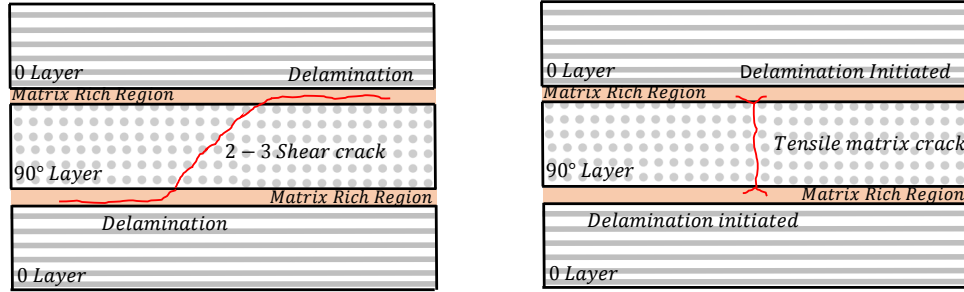 0 Layer
Delamination
Matrix Rich Region
2 − 3 Shear crack
90° Layer
Matrix Rich Region
Delamination
0 Layer
0 Layer
Delamination Initiated
Matrix Rich Region
Tensile matrix crack
90° Layer
Matrix Rich Region
Delamination initiated
0 Layer